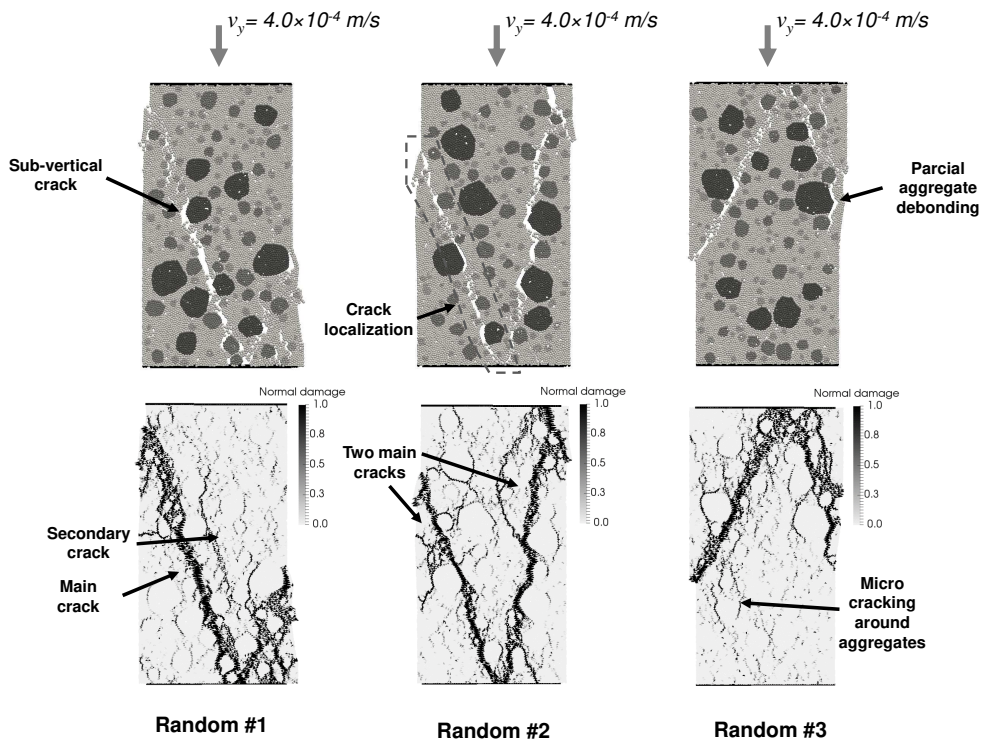 v_y= 4.0×10⁻⁴ m/s
v_y= 4.0×10⁻⁴ m/s
v_y= 4.0×10⁻⁴ m/s
Sub-vertical
crack
Crack
localization
Parcial
aggregate
debonding
Normal damage
1.0
0.8
0.5
0.3
0.0
Normal damage
1.0
0.8
0.5
0.3
0.0
Normal damage
1.0
0.8
0.5
0.3
0.0
Secondary
crack
Main
crack
Two main
cracks
Micro
cracking
around
aggregates
Random #1
Random #2
Random #3